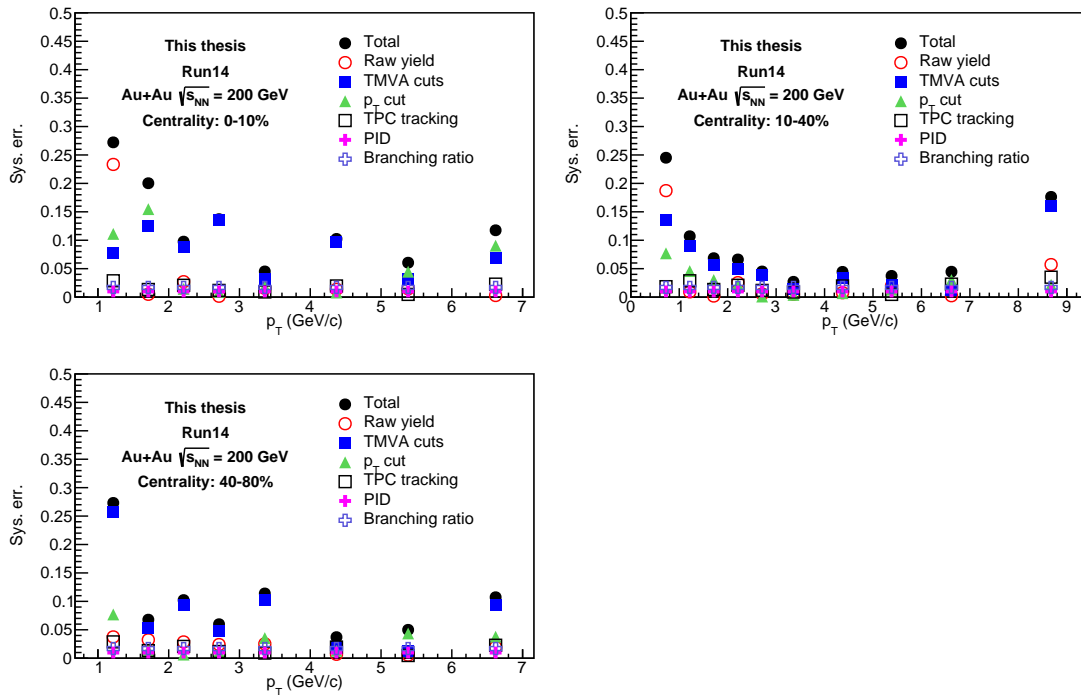 0.5
0.45
0.4
0.35
0.3
0.25
0.2
0.15
0.1
0.05
0
Sys. err.
This thesis
Run14
Au+Au √s_NN = 200 GeV
Centrality: 0-10%
Total
Raw yield
TMVA cuts
p_T cut
TPC tracking
PID
Branching ratio
1 2 3 4 5 6 7
p_T (GeV/c)
0.5
0.45
0.4
0.35
0.3
0.25
0.2
0.15
0.1
0.05
0
Sys. err.
This thesis
Run14
Au+Au √s_NN = 200 GeV
Centrality: 10-40%
Total
Raw yield
TMVA cuts
p_T cut
TPC tracking
PID
Branching ratio
0 1 2 3 4 5 6 7 8 9
p_T (GeV/c)
0.5
0.45
0.4
0.35
0.3
0.25
0.2
0.15
0.1
0.05
0
Sys. err.
This thesis
Run14
Au+Au √s_NN = 200 GeV
Centrality: 40-80%
Total
Raw yield
TMVA cuts
p_T cut
TPC tracking
PID
Branching ratio
1 2 3 4 5 6 7
p_T (GeV/c)